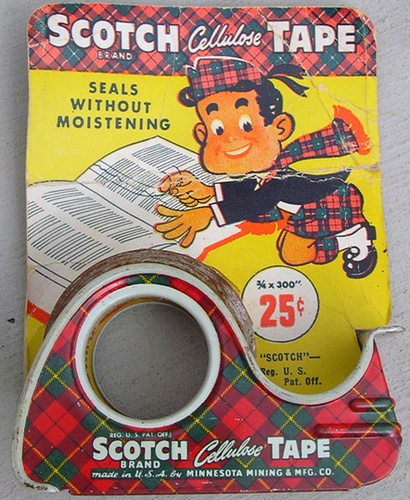 SCOTCH Cellulose TAPE
BRAND
SEALS
WITHOUT
MOISTENING
¾ x 300"
25¢
"SCOTCH"—
Reg. U. S.
Pat. Off.
REG. U. S. PAT. OFF.
SCOTCH Cellulose TAPE
BRAND
made in U.S.A. by MINNESOTA MINING & MFG. CO.